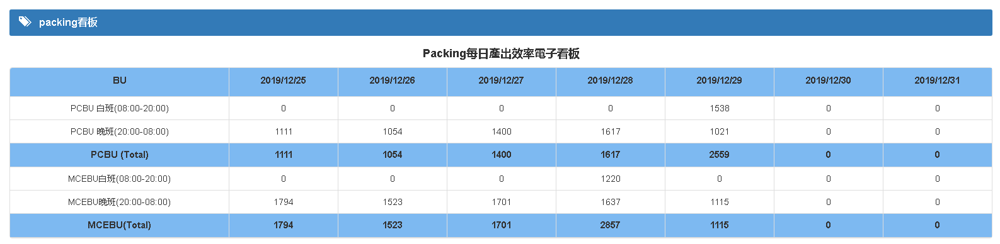 packing看板
Packing每日產出效率電子看板
BU 2019/12/25 2019/12/26 2019/12/27 2019/12/28 2019/12/29 2019/12/30 2019/12/31
PCBU 白班(08:00-20:00) 0 0 0 0 1538 0 0
PCBU 晚班(20:00-08:00) 1111 1054 1400 1617 1021 0 0
PCBU (Total) 1111 1054 1400 1617 2559 0 0
MCEBU白班(08:00-20:00) 0 0 0 1220 0 0 0
MCEBU晚班(20:00-08:00) 1794 1523 1701 1637 1115 0 0
MCEBU(Total) 1794 1523 1701 2857 1115 0 0